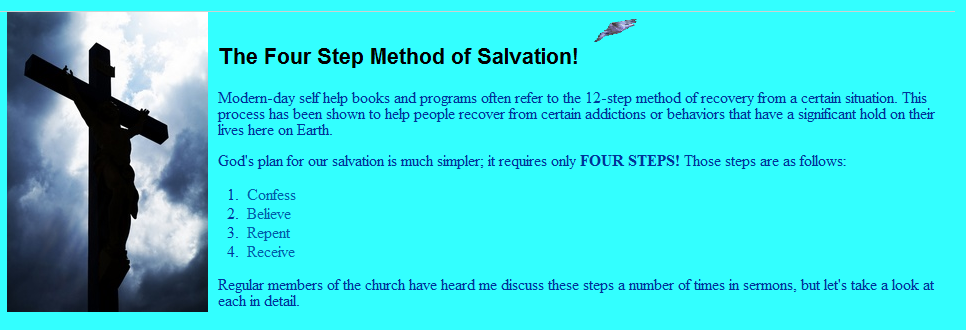 The Four Step Method of Salvation!
Modern-day self help books and programs often refer to the 12-step method of recovery from a certain situation. This
process has been shown to help people recover from certain addictions or behaviors that have a significant hold on their
lives here on Earth.
God's plan for our salvation is much simpler; it requires only FOUR STEPS! Those steps are as follows:
1. Confess
2. Believe
3. Repent
4. Receive
Regular members of the church have heard me discuss these steps a number of times in sermons, but let's take a look at
each in detail.